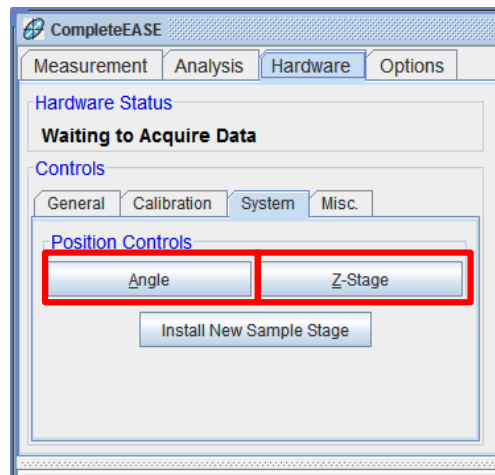 CompleteEASE
Measurement Analysis Hardware Options
Hardware Status
Waiting to Acquire Data
Controls
General Calibration System Misc.
Position Controls
Angle Z-Stage
Install New Sample Stage